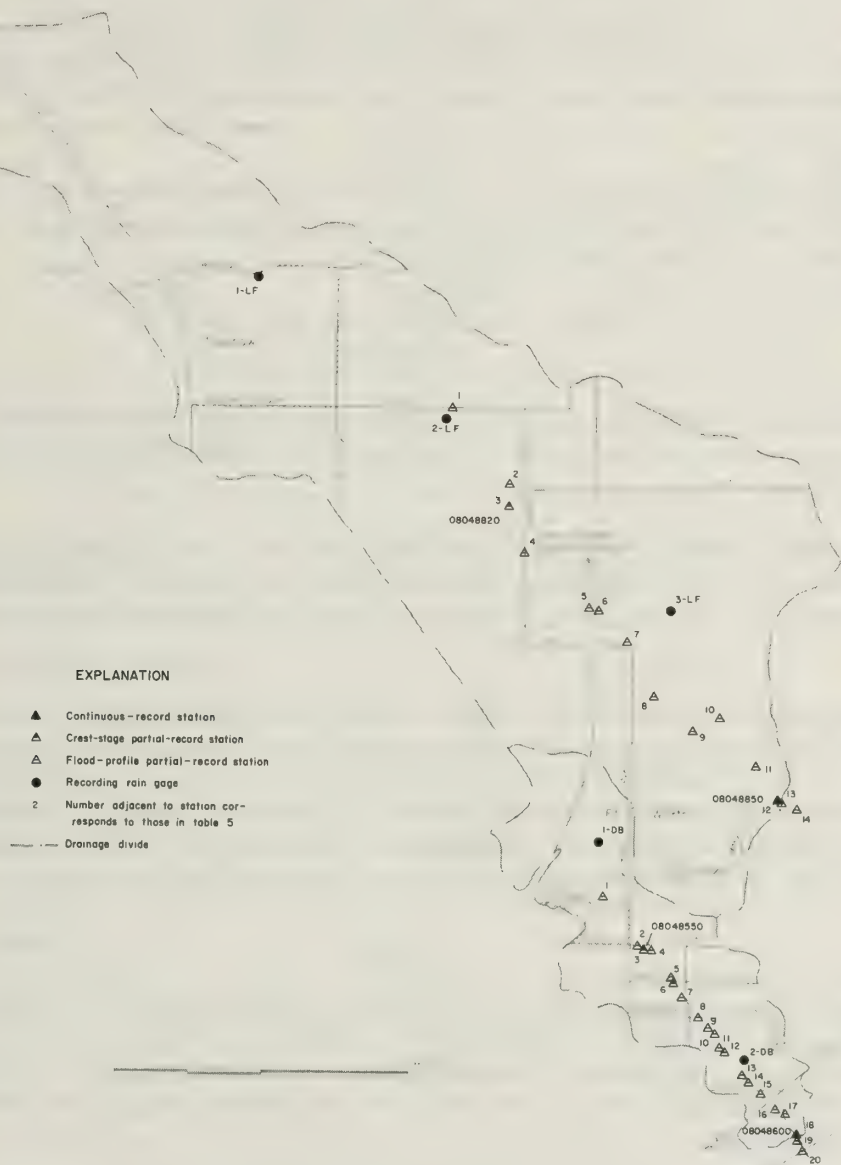 1-LF
1
2-LF
2
3
08048820
4
5
6
3-LF
7
8
10
9
11
08048850
13
12
14
EXPLANATION
Continuous-record station
Crest-stage partial-record station
Flood-profile partial-record station
Recording rain gage
2 Number adjacent to station cor-
responds to those in table 5
Drainage divide
1-DB
1
08048550
2
3
4
5
6
7
8
9
11
10
12
2-DB
13
14
15
17
16
08048600
18
19
20